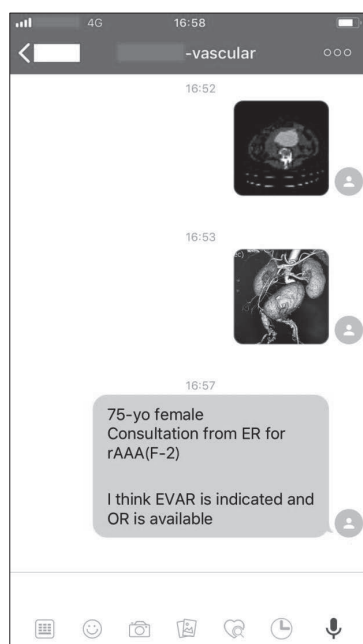 4G 16:58
-vascular
16:52
16:53
16:57
75-yo female
Consultation from ER for
rAAA(F-2)
I think EVAR is indicated and
OR is available